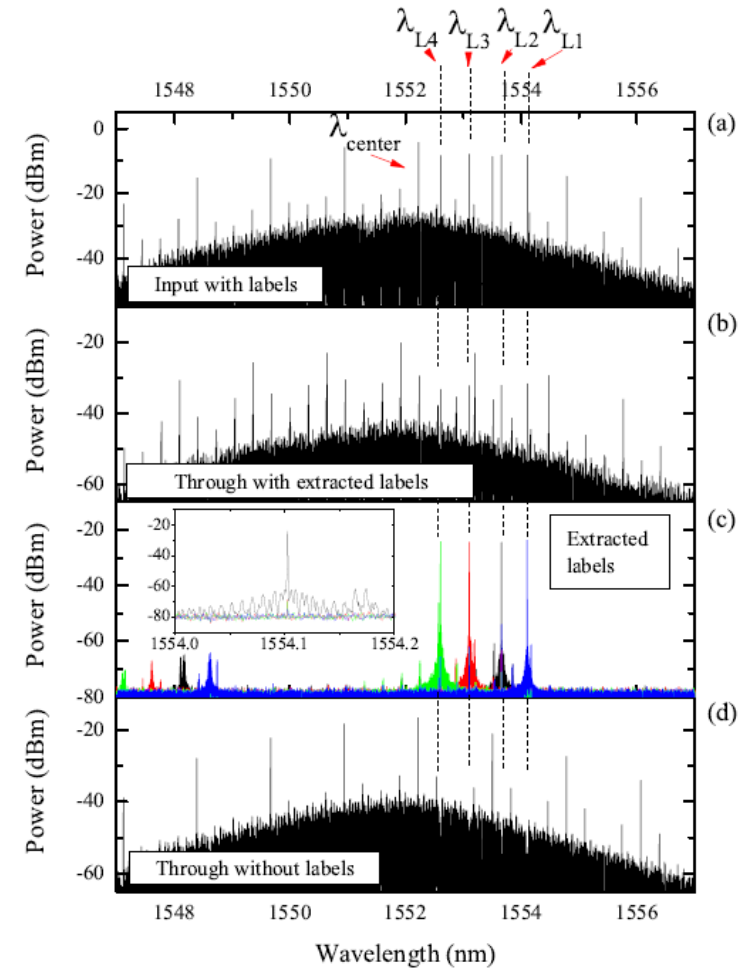 λL4 λL3 λL2 λL1
1548 1550 1552 1554 1556
(a)
0
-20
-40
Power (dBm)
λcenter
Input with labels
(b)
-20
-40
-60
Power (dBm)
Through with extracted labels
(c)
-20
-40
-60
-80
Power (dBm)
-20
-40
-60
-80
1554.0 1554.1 1554.2
Extracted
labels
(d)
-20
-40
-60
Power (dBm)
Through without labels
1548 1550 1552 1554 1556
Wavelength (nm)